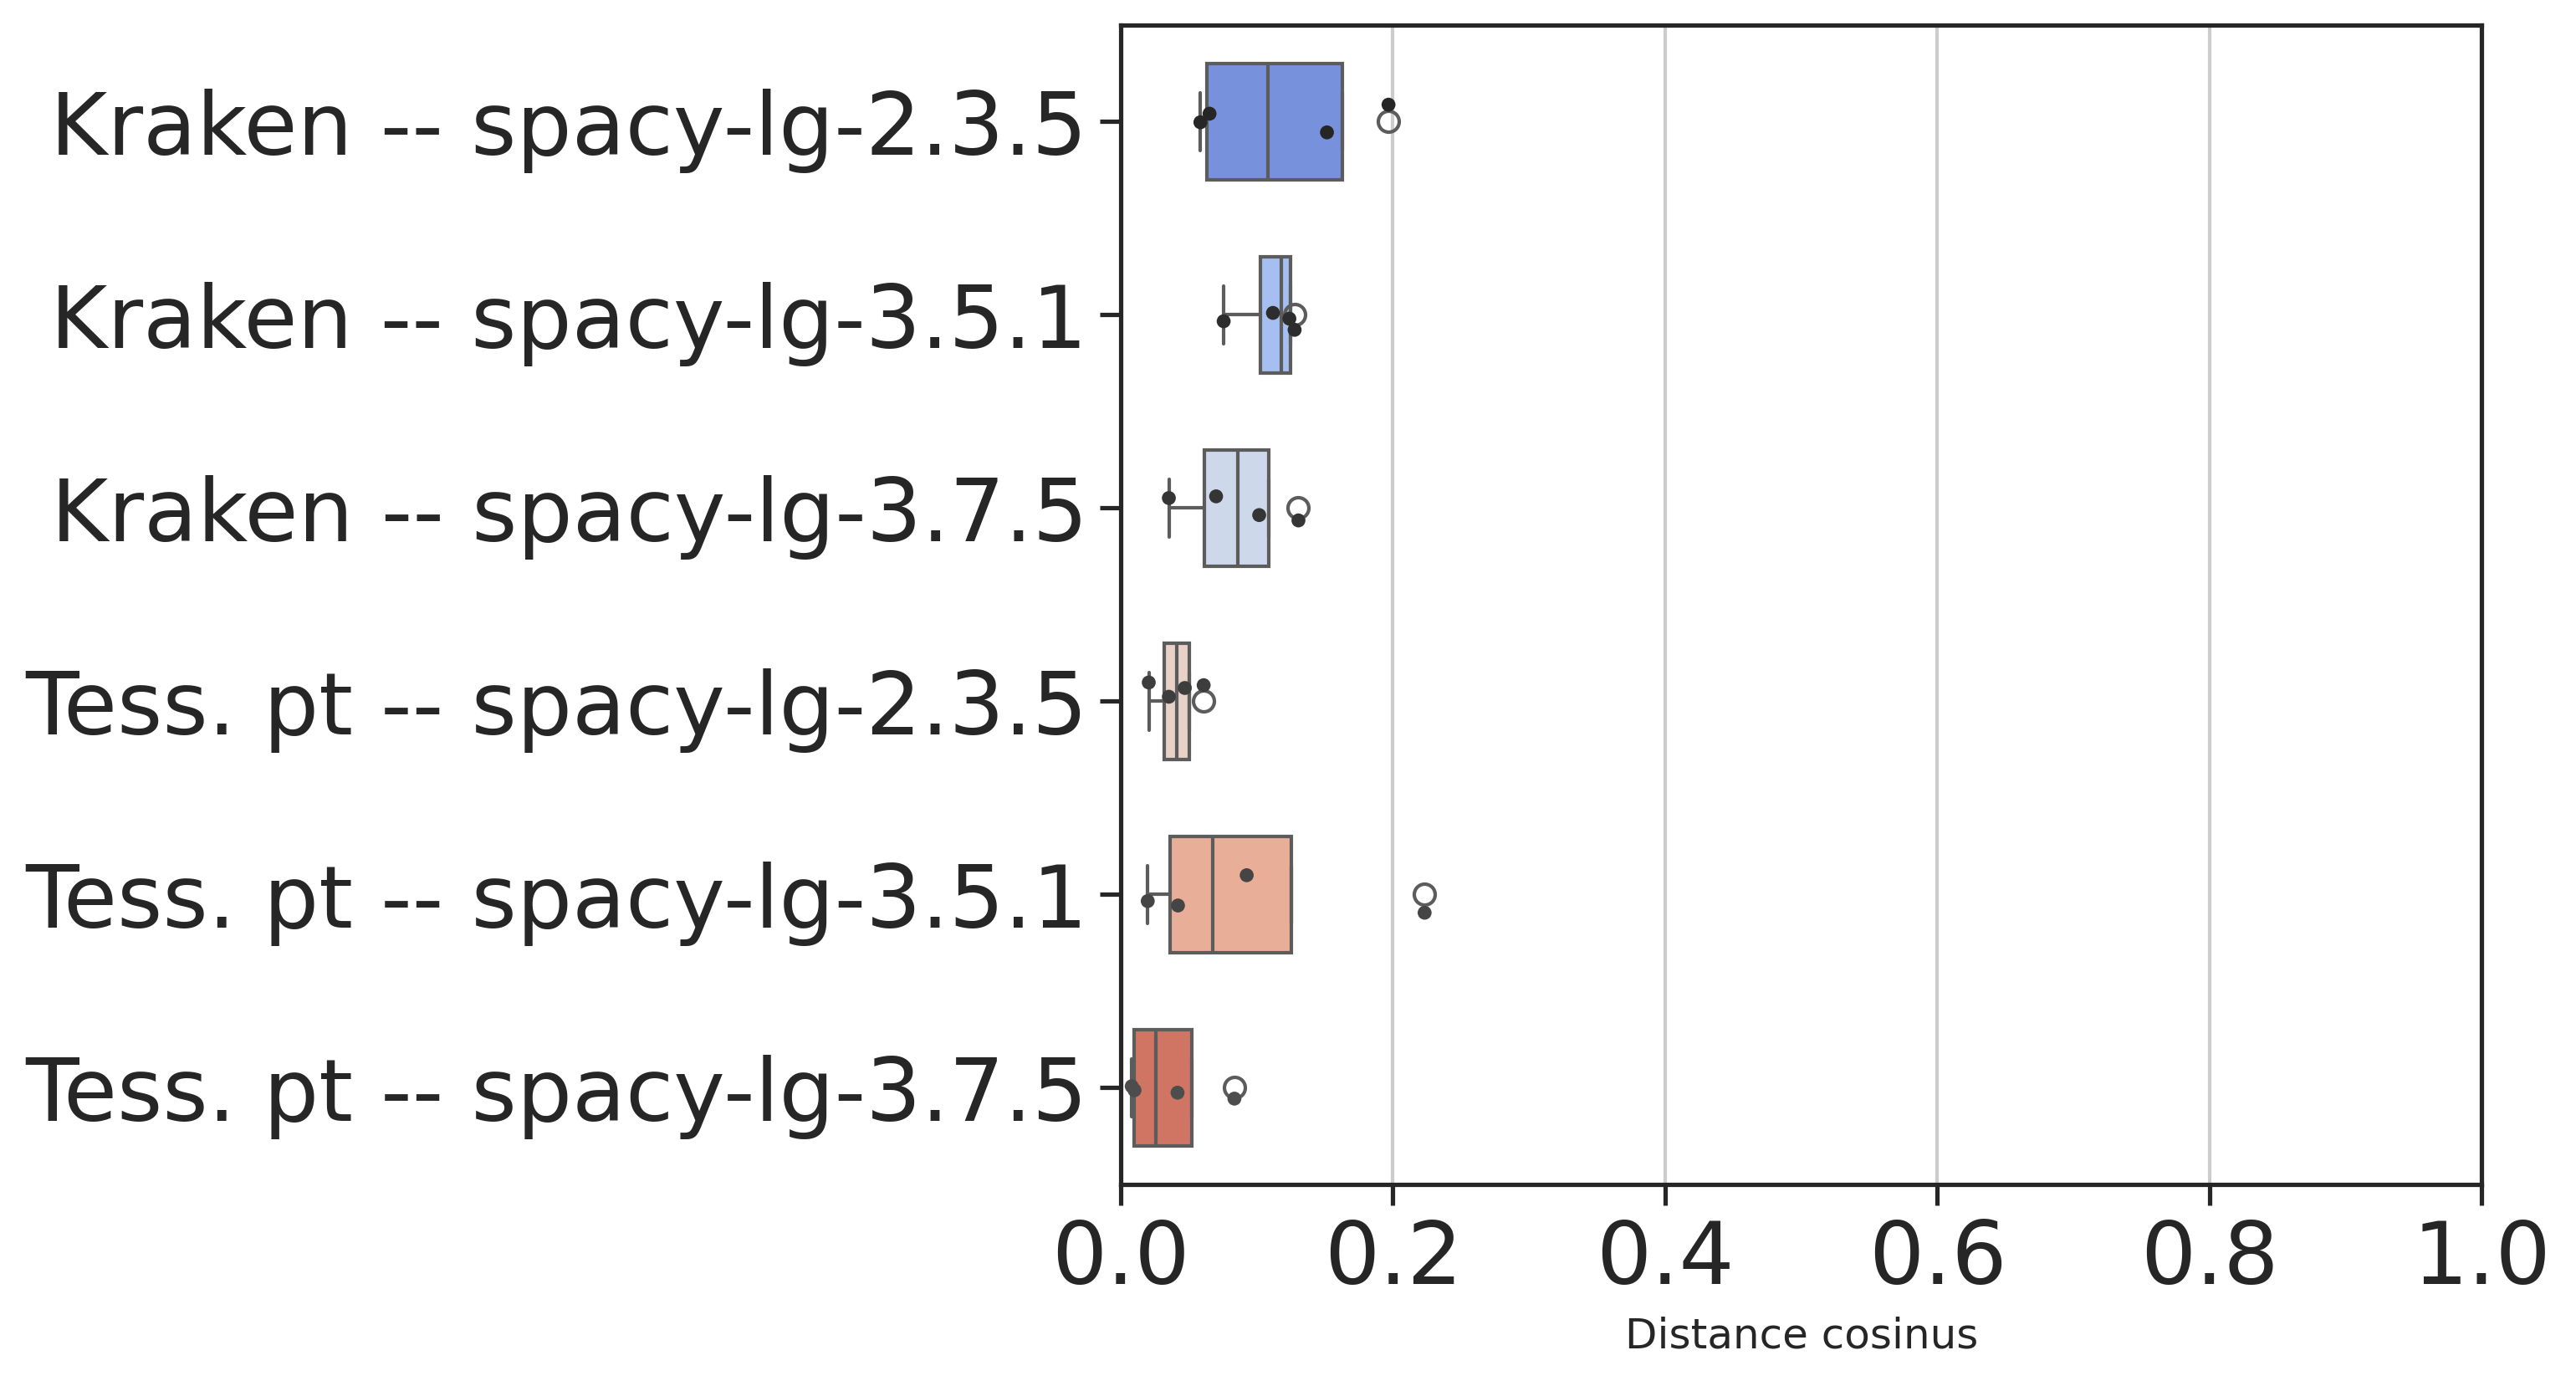 Kraken -- spacy-lg-2.3.5
Kraken -- spacy-lg-3.5.1
Kraken -- spacy-lg-3.7.5
Tess. pt -- spacy-lg-2.3.5
Tess. pt -- spacy-lg-3.5.1
Tess. pt -- spacy-lg-3.7.5
0.0 0.2 0.4 0.6 0.8 1.0
Distance cosinus